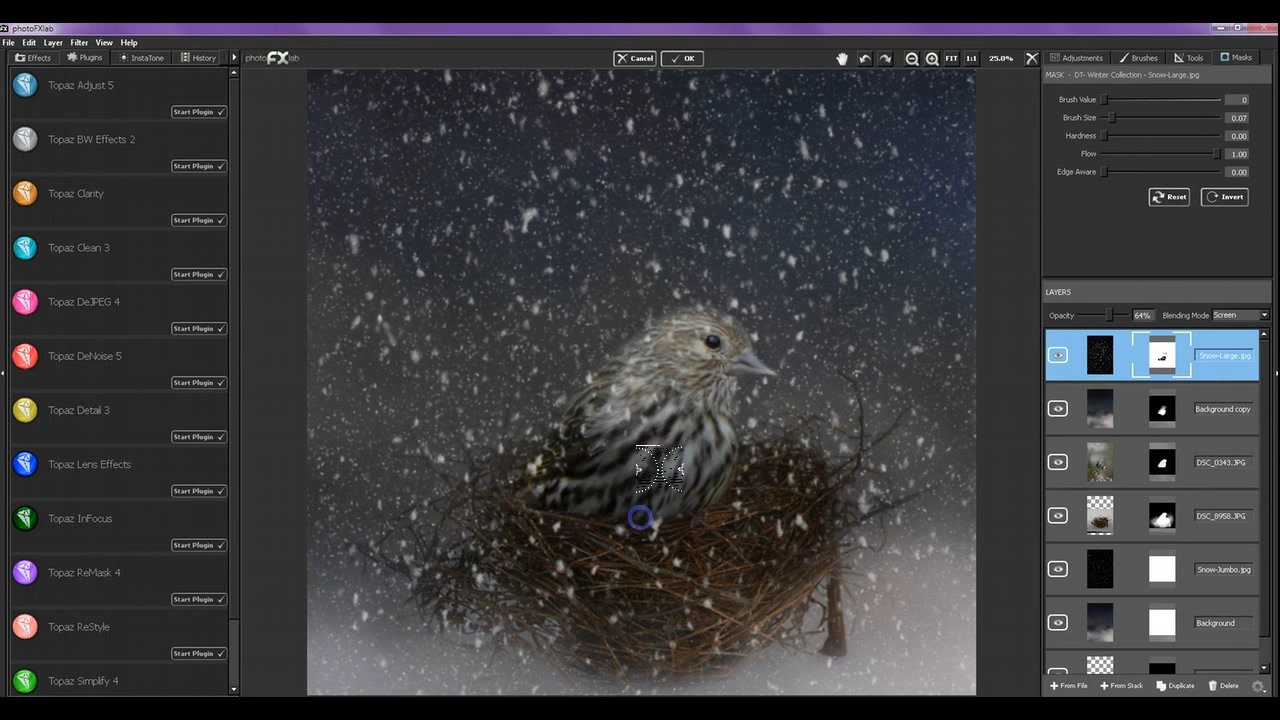 photoFXlab
File Edit Layer Filter View Help
Effects Plugins InstaTone History
photo FX lab
Cancel OK
FIT 1:1 25.0%
Adjustments Brushes Tools Masks
MASK - DT- Winter Collection - Snow-Large.jpg
Brush Value 0
Brush Size 0.07
Hardness 0.00
Flow 1.00
Edge Aware 0.00
Reset Invert
Topaz Adjust 5
Start Plugin
Topaz BW Effects 2
Start Plugin
Topaz Clarity
Start Plugin
Topaz Clean 3
Start Plugin
Topaz DeJPEG 4
Start Plugin
Topaz DeNoise 5
Start Plugin
Topaz Detail 3
Start Plugin
Topaz Lens Effects
Start Plugin
Topaz InFocus
Start Plugin
Topaz ReMask 4
Start Plugin
Topaz ReStyle
Start Plugin
Topaz Simplify 4
LAYERS
Opacity 64% Blending Mode Screen
Snow-Large.jpg
Background copy
DSC_0343.JPG
DSC_8958.JPG
Snow-Jumbo.jpg
Background
From File From Stack Duplicate Delete